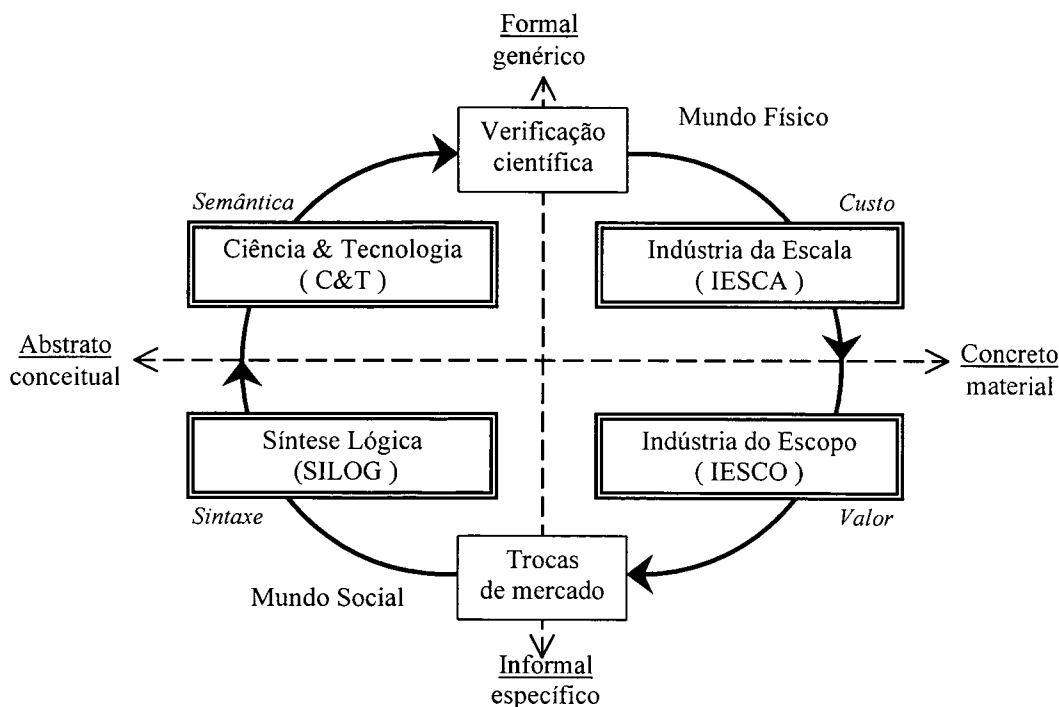 Formal
genérico
Verificação
científica
Mundo Físico
Semântica
Custo
Ciência & Tecnologia
( C&T )
Indústria da Escala
( IESCA )
Abstrato
conceitual
Concreto
material
Síntese Lógica
(SILOG)
Indústria do Escopo
( IESCO )
Sintaxe
Valor
Trocas
de mercado
Mundo Social
Informal
específico